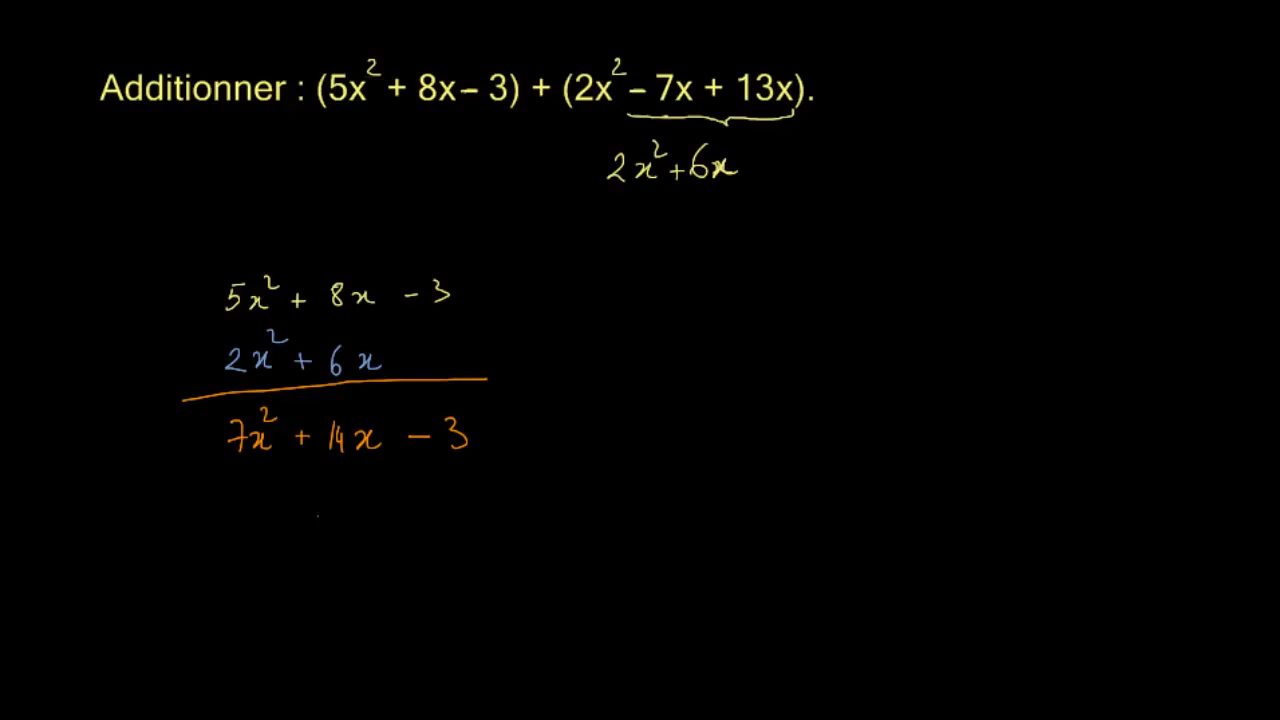 Additionner : (5x² + 8x – 3) + (2x² – 7x + 13x).
2x² + 6x
5x² + 8x - 3
2x² + 6x
7x² + 14x - 3